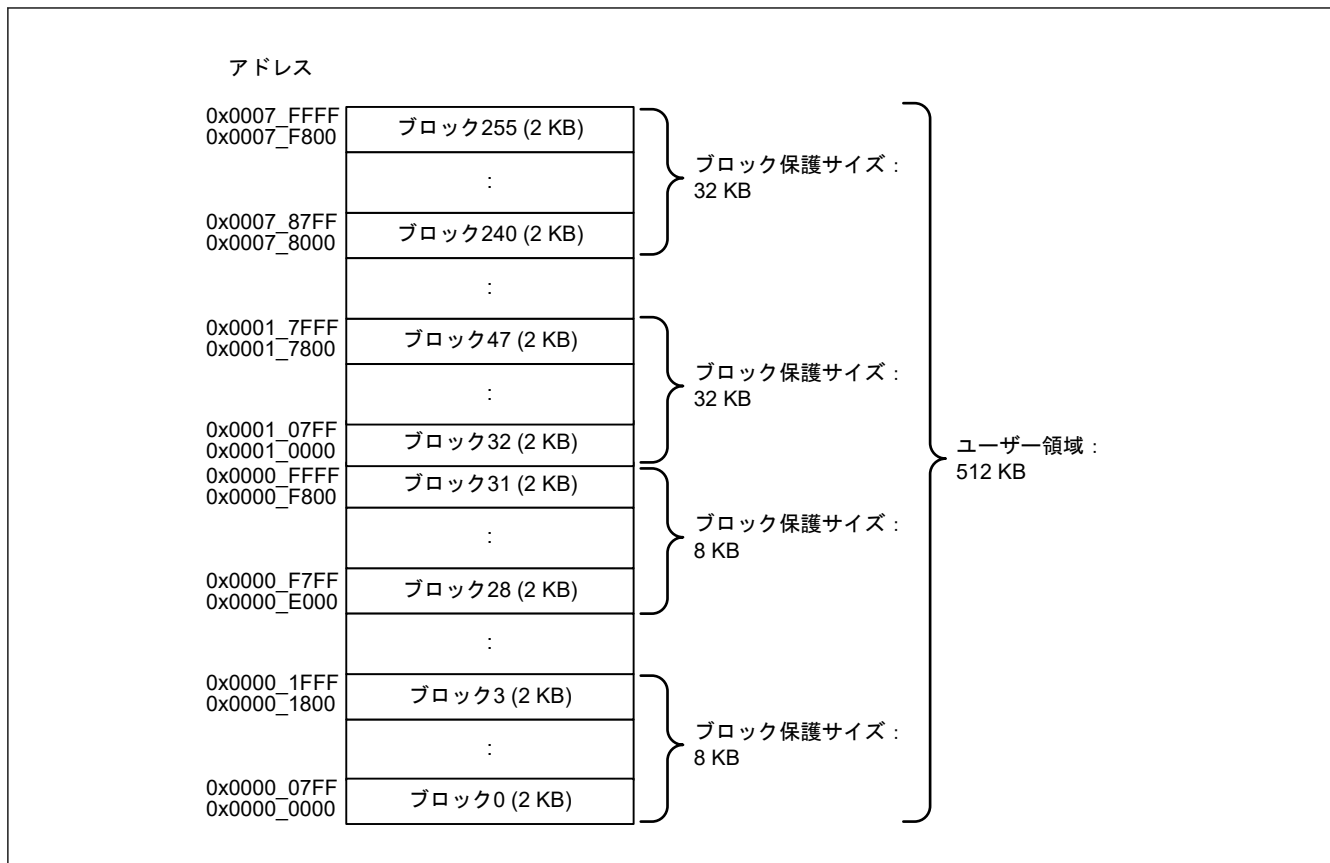 アドレス
0x0007_FFFF
0x0007_F800
ブロック255 (2 KB)
:
0x0007_87FF
0x0007_8000
ブロック240 (2 KB)
ブロック保護サイズ：
32 KB
:
0x0001_7FFF
0x0001_7800
ブロック47 (2 KB)
:
0x0001_07FF
0x0001_0000
ブロック32 (2 KB)
ブロック保護サイズ：
32 KB
0x0000_FFFF
0x0000_F800
ブロック31 (2 KB)
:
0x0000_F7FF
0x0000_E000
ブロック28 (2 KB)
ブロック保護サイズ：
8 KB
:
0x0000_1FFF
0x0000_1800
ブロック3 (2 KB)
:
0x0000_07FF
0x0000_0000
ブロック0 (2 KB)
ブロック保護サイズ：
8 KB
ユーザー領域：
512 KB